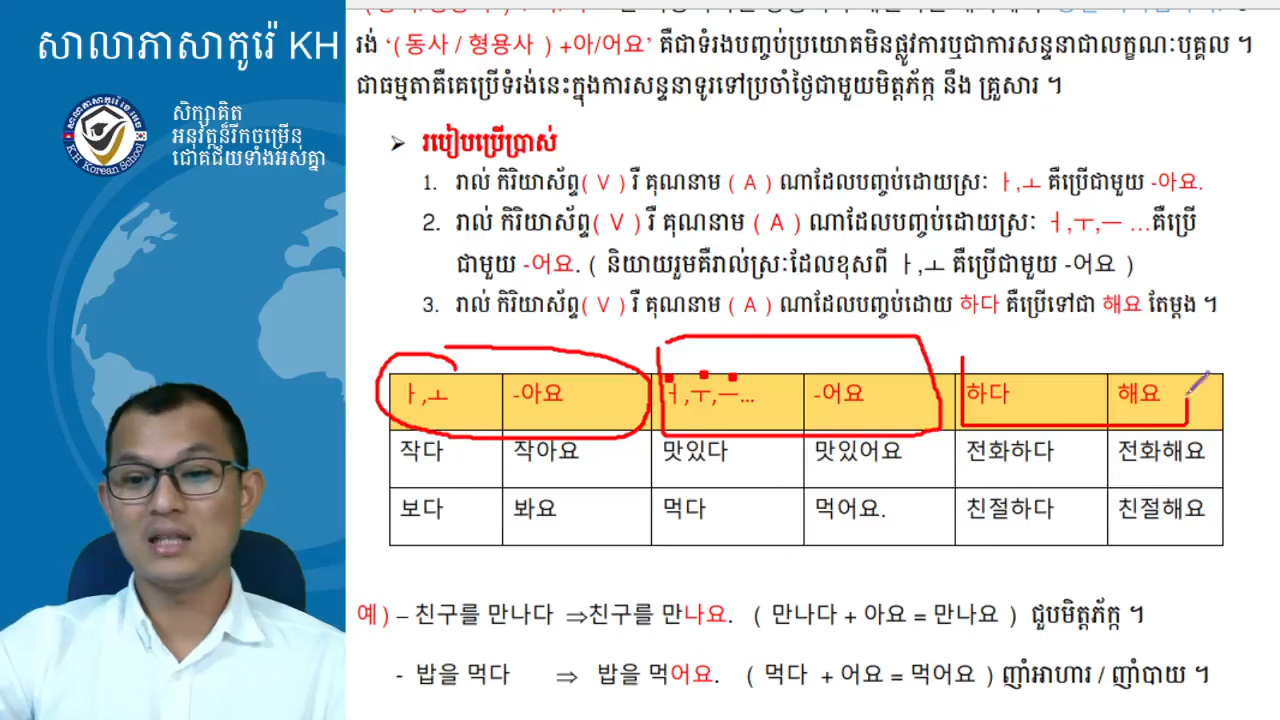 សាលាភាសាកូរ៉េ KH
សិក្សាគិត
អនុវត្តន៏រីកចម្រើន
ជោគជ័យទាំងអស់គ្នា
K.H Korean School
រង់ ‘(동사 / 형용사 ) +아/어요’ គឺជាទំរងបញ្ចប់ប្រយោគមិនផ្លូវការឬជាការសន្ទនាជាលក្ខណៈបុគ្គល ។
ជាធម្មតាគឺគេប្រើទំរង់នេះក្នុងការសន្ទនាទូរទៅប្រចាំថ្ងៃជាមួយមិត្តភ័ក្ក នឹង គ្រួសារ ។
➢ របៀបប្រើប្រាស់
1. រាល់ កិរិយាស័ព្ទ( V ) រឺ គុណនាម ( A ) ណាដែលបញ្ចប់ដោយស្រៈ ㅏ,ㅗ គឺប្រើជាមួយ -아요.
2. រាល់ កិរិយាស័ព្ទ( V ) រឺ គុណនាម ( A ) ណាដែលបញ្ចប់ដោយស្រៈ ㅓ,ㅜ,ㅡ ...គឺប្រើ
ជាមួយ -어요. ( និយាយរួមគឺរាល់ស្រៈដែលខុសពី ㅏ,ㅗ គឺប្រើជាមួយ -어요 )
3. រាល់ កិរិយាស័ព្ទ( V ) រឺ គុណនាម ( A ) ណាដែលបញ្ចប់ដោយ 하다 គឺប្រើទៅជា 해요 តែម្តង ។
ㅏ,ㅗ -아요 ㅓ,ㅜ,ㅡ... -어요 하다 해요
작다 작아요 맛있다 맛있어요 전화하다 전화해요
보다 봐요 먹다 먹어요. 친절하다 친절해요
예) – 친구를 만나다 ⇒친구를 만나요. ( 만나다 + 아요 = 만나요 ) ជួបមិត្តភ័ក្ក ។
- 밥을 먹다 ⇒ 밥을 먹어요. ( 먹다 + 어요 = 먹어요 ) ញ៉ាំអាហារ / ញ៉ាំបាយ ។